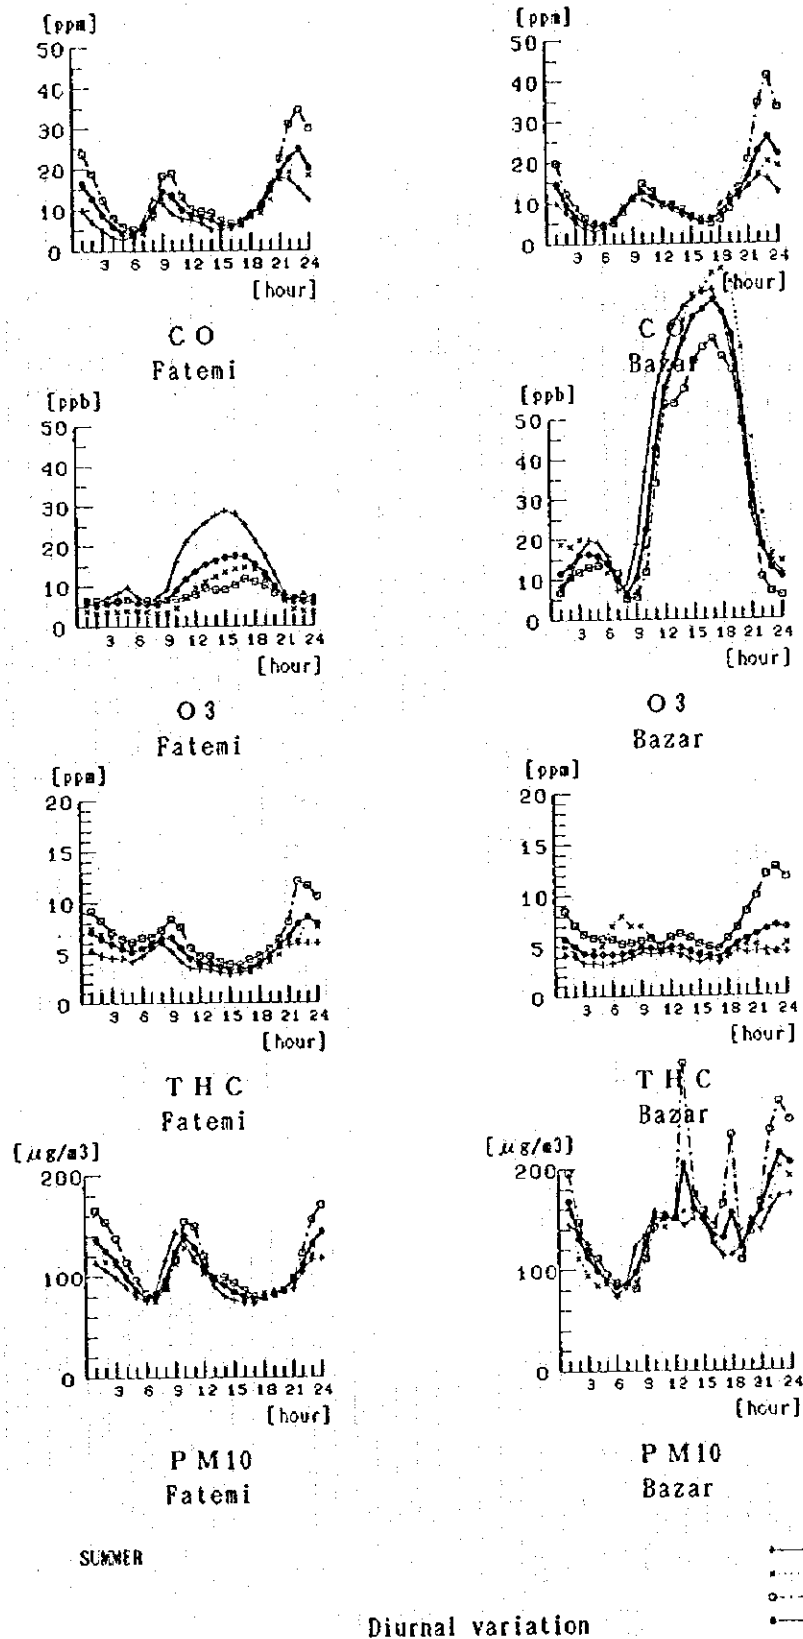 [ppm]
50
40
30
20
10
0
3 6 9 12 15 18 21 24
[hour]
CO
Fatemi
[ppm]
50
40
30
20
10
0
3 6 9 12 15 18 21 24
[hour]
CO
Bazar
[ppb]
50
40
30
20
10
0
3 6 9 12 15 18 21 24
[hour]
O3
Fatemi
[ppb]
50
40
30
20
10
0
3 6 9 12 15 18 21 24
[hour]
O3
Bazar
[ppm]
20
15
10
5
0
3 6 9 12 15 18 21 24
[hour]
THC
Fatemi
[ppm]
20
15
10
5
0
3 6 9 12 15 18 21 24
[hour]
THC
Bazar
[μg/m3]
200
100
0
3 6 9 12 15 18 21 24
[hour]
PM10
Fatemi
[μg/m3]
200
100
0
3 6 9 12 15 18 21 24
[hour]
PM10
Bazar
SUMMER
Diurnal variation